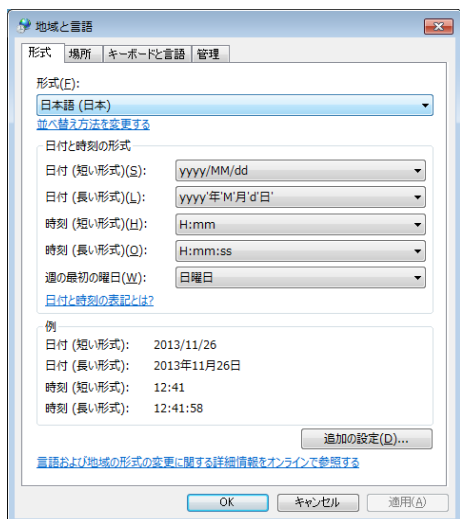 地域と言語
形式 場所 キーボードと言語 管理
形式(F):
日本語 (日本)
並べ替え方法を変更する
日付と時刻の形式
日付 (短い形式)(S): yyyy/MM/dd
日付 (長い形式)(L): yyyy'年'M'月'd'日'
時刻 (短い形式)(H): H:mm
時刻 (長い形式)(O): H:mm:ss
週の最初の曜日(W): 日曜日
日付と時刻の表記とは?
例
日付 (短い形式): 2013/11/26
日付 (長い形式): 2013年11月26日
時刻 (短い形式): 12:41
時刻 (長い形式): 12:41:58
追加の設定(D)...
言語および地域の形式の変更に関する詳細情報をオンラインで参照する
OK キャンセル 適用(A)